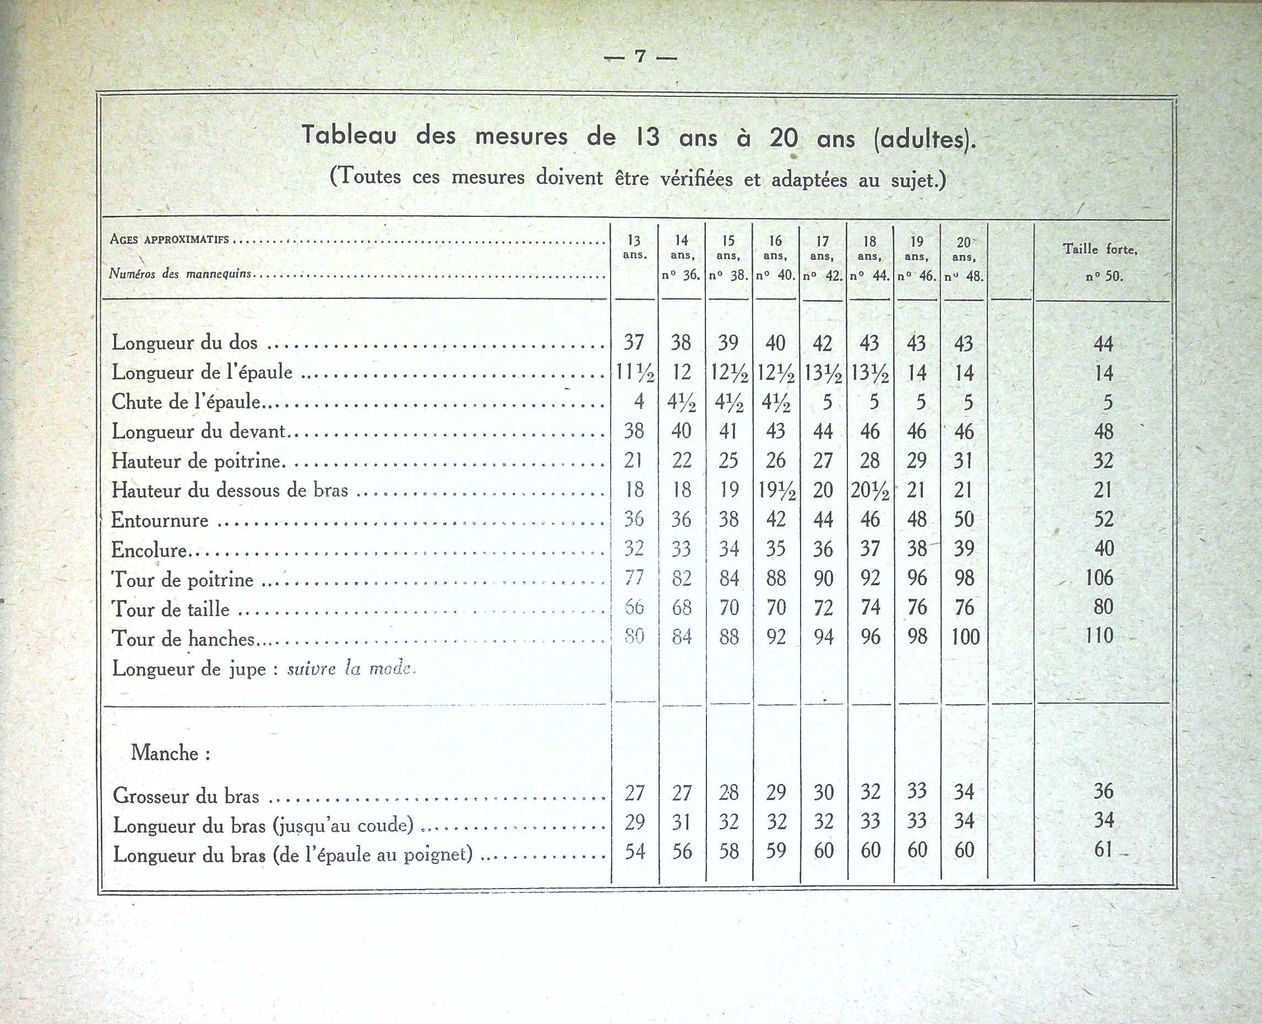 — 7 —
Tableau des mesures de 13 ans à 20 ans (adultes).
(Toutes ces mesures doivent être vérifiées et adaptées au sujet.)
AGES APPROXIMATIFS 13 ans. 14 ans, 15 ans, 16 ans, 17 ans, 18 ans, 19 ans, 20 ans, Taille forte,
Numéros des mannequins n° 36. n° 38. n° 40. n° 42. n° 44. n° 46. n° 48. n° 50.
Longueur du dos 37 38 39 40 42 43 43 43 44
Longueur de l'épaule 11½ 12 12½ 12½ 13½ 13½ 14 14 14
Chute de l'épaule 4 4½ 4½ 4½ 5 5 5 5 5
Longueur du devant 38 40 41 43 44 46 46 46 48
Hauteur de poitrine 21 22 25 26 27 28 29 31 32
Hauteur du dessous de bras 18 18 19 19½ 20 20½ 21 21 21
Entournure 36 36 38 42 44 46 48 50 52
Encolure 32 33 34 35 36 37 38 39 40
Tour de poitrine 77 82 84 88 90 92 96 98 106
Tour de taille 66 68 70 70 72 74 76 76 80
Tour de hanches 80 84 88 92 94 96 98 100 110
Longueur de jupe : suivre la mode.
Manche :
Grosseur du bras 27 27 28 29 30 32 33 34 36
Longueur du bras (jusqu'au coude) 29 31 32 32 32 33 33 34 34
Longueur du bras (de l'épaule au poignet) 54 56 58 59 60 60 60 60 61